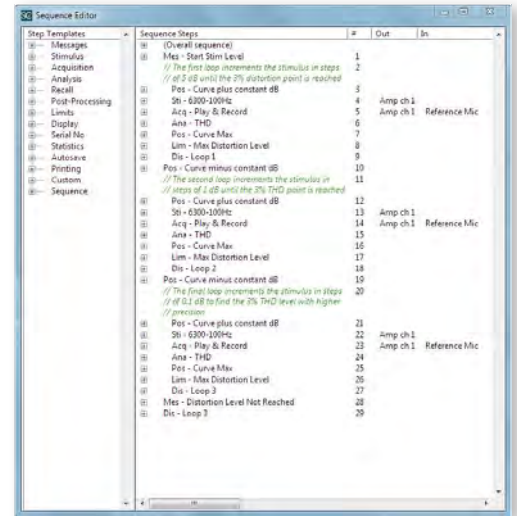 Sequence Editor
Step Templates
Messages
Stimulus
Acquisition
Analysis
Recall
Post-Processing
Limits
Display
Serial No
Statistics
Autosave
Printing
Custom
Sequence
Sequence Steps # Out In
(Overall sequence)
Mes - Start Stim Level 1
// The first loop increments the stimulus in steps 2
// of 5 dB until the 3% distortion point is reached
Pos - Curve plus constant dB 3
Sti - 6300-100Hz 4 Amp ch 1
Acq - Play & Record 5 Amp ch 1 Reference Mic
Ana - THD 6
Pos - Curve Max 7
Lim - Max Distortion Level 8
Dis - Loop 1 9
Pos - Curve minus constant dB 10
// The second loop increments the stimulus in 11
// steps of 1 dB until the 3% THD point is reached
Pos - Curve plus constant dB 12
Sti - 6300-100Hz 13 Amp ch 1
Acq - Play & Record 14 Amp ch 1 Reference Mic
Ana - THD 15
Pos - Curve Max 16
Lim - Max Distortion Level 17
Dis - Loop 2 18
Pos - Curve minus constant dB 19
// The final loop increments the stimulus in steps 20
// of 0.1 dB to find the 3% THD level with higher
// precision
Pos - Curve plus constant dB 21
Sti - 6300-100Hz 22 Amp ch 1
Acq - Play & Record 23 Amp ch 1 Reference Mic
Ana - THD 24
Pos - Curve Max 25
Lim - Max Distortion Level 26
Dis - Loop 3 27
Mes - Distortion Level Not Reached 28
Dis - Loop 3 29